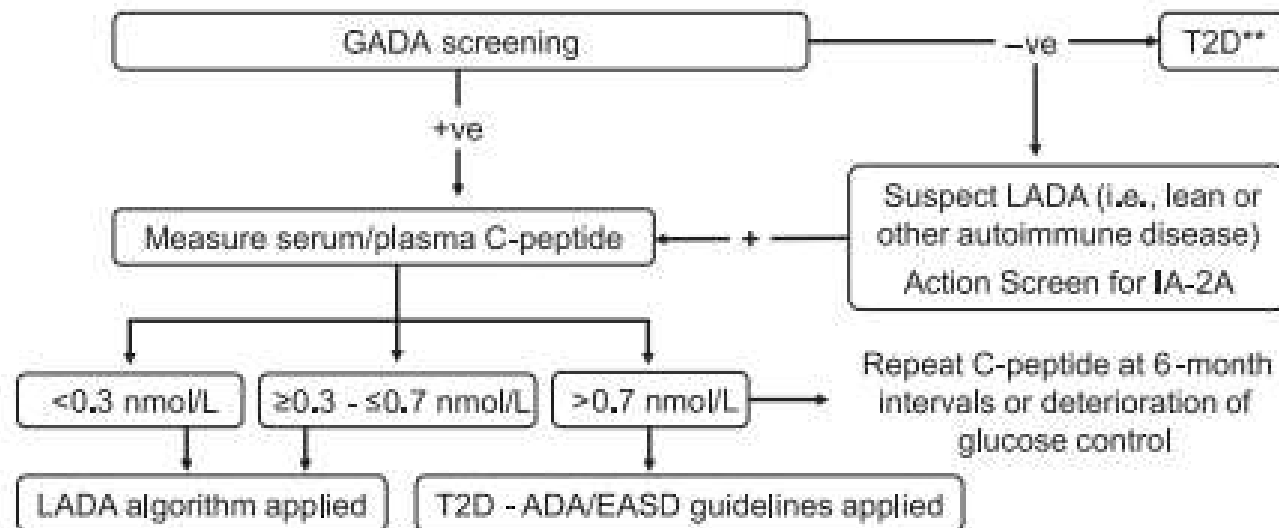 GADA screening
–ve
T2D**
+ve
Suspect LADA (i.e., lean or
other autoimmune disease)
Action Screen for IA-2A
Measure serum/plasma C-peptide
+
<0.3 nmol/L
≥0.3 - ≤0.7 nmol/L
>0.7 nmol/L
Repeat C-peptide at 6-month
intervals or deterioration of
glucose control
LADA algorithm applied
T2D - ADA/EASD guidelines applied